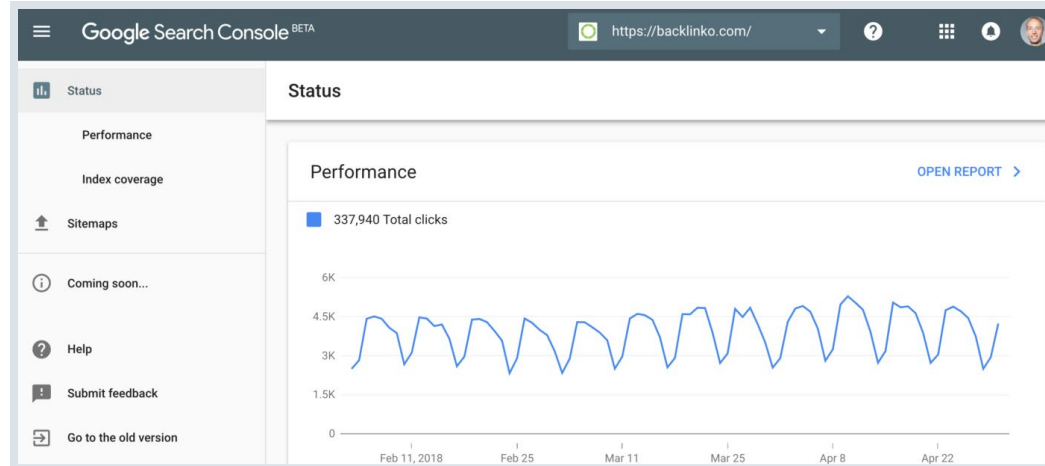 Google Search Console BETA
https://backlinko.com/
Status
Performance
Index coverage
Sitemaps
Coming soon...
Help
Submit feedback
Go to the old version
Status
Performance
OPEN REPORT
337,940 Total clicks
6K
4.5K
3K
1.5K
0
Feb 11, 2018 Feb 25 Mar 11 Mar 25 Apr 8 Apr 22